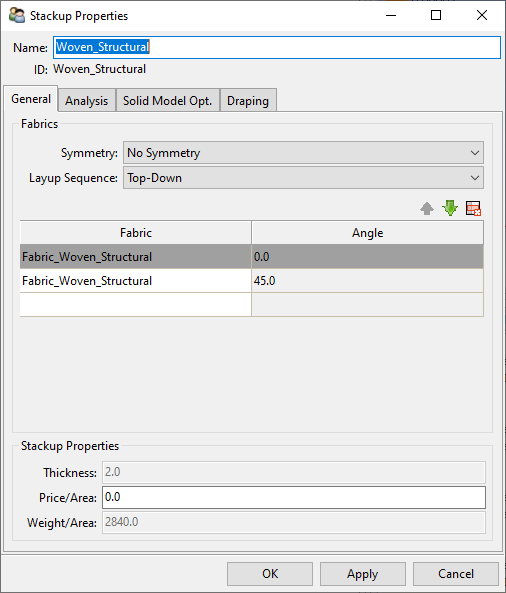 Stackup Properties
Name: Woven_Structural
ID: Woven_Structural
General Analysis Solid Model Opt. Draping
Fabrics
Symmetry: No Symmetry
Layup Sequence: Top-Down
Fabric Angle
Fabric_Woven_Structural 0.0
Fabric_Woven_Structural 45.0
Stackup Properties
Thickness: 2.0
Price/Area: 0.0
Weight/Area: 2840.0
OK Apply Cancel